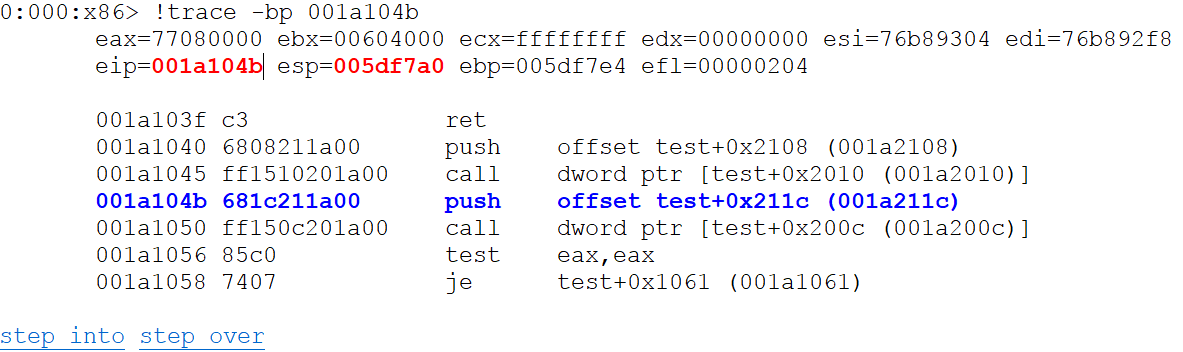 0:000:x86> !trace -bp 001a104b
eax=77080000 ebx=00604000 ecx=ffffffff edx=00000000 esi=76b89304 edi=76b892f8
eip=001a104b esp=005df7a0 ebp=005df7e4 efl=00000204
001a103f c3 ret
001a1040 6808211a00 push offset test+0x2108 (001a2108)
001a1045 ff1510201a00 call dword ptr [test+0x2010 (001a2010)]
001a104b 681c211a00 push offset test+0x211c (001a211c)
001a1050 ff150c201a00 call dword ptr [test+0x200c (001a200c)]
001a1056 85c0 test eax,eax
001a1058 7407 je test+0x1061 (001a1061)
step into step over